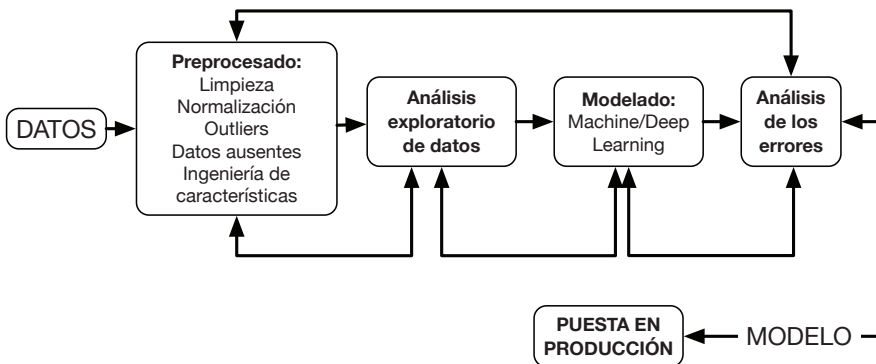 DATOS
Preprocesado:
Limpieza
Normalización
Outliers
Datos ausentes
Ingeniería de
características
Análisis
exploratorio
de datos
Modelado:
Machine/Deep
Learning
Análisis
de los
errores
PUESTA EN
PRODUCCIÓN
MODELO